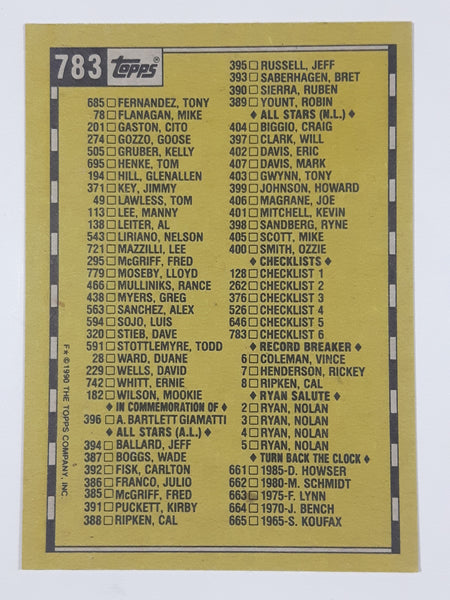 783 Topps®
685 □ FERNANDEZ, TONY
78 □ FLANAGAN, MIKE
201 □ GASTON, CITO
274 □ GOZZO, GOOSE
505 □ GRUBER, KELLY
695 □ HENKE, TOM
194 □ HILL, GLENALLEN
371 □ KEY, JIMMY
49 □ LAWLESS, TOM
113 □ LEE, MANNY
138 □ LEITER, AL
543 □ LIRIANO, NELSON
721 □ MAZZILLI, LEE
295 □ McGRIFF, FRED
779 □ MOSEBY, LLOYD
466 □ MULLINIKS, RANCE
438 □ MYERS, GREG
563 □ SANCHEZ, ALEX
594 □ SOJO, LUIS
320 □ STIEB, DAVE
591 □ STOTTLEMYRE, TODD
28 □ WARD, DUANE
229 □ WELLS, DAVID
742 □ WHITT, ERNIE
182 □ WILSON, MOOKIE
♦ IN COMMEMORATION OF ♦
396 □ A. BARTLETT GIAMATTI
♦ ALL STARS (A.L.) ♦
394 □ BALLARD, JEFF
387 □ BOGGS, WADE
392 □ FISK, CARLTON
386 □ FRANCO, JULIO
385 □ McGRIFF, FRED
391 □ PUCKETT, KIRBY
388 □ RIPKEN, CAL
395 □ RUSSELL, JEFF
393 □ SABERHAGEN, BRET
390 □ SIERRA, RUBEN
389 □ YOUNT, ROBIN
♦ ALL STARS (N.L.) ♦
404 □ BIGGIO, CRAIG
397 □ CLARK, WILL
402 □ DAVIS, ERIC
407 □ DAVIS, MARK
403 □ GWYNN, TONY
399 □ JOHNSON, HOWARD
406 □ MAGRANE, JOE
401 □ MITCHELL, KEVIN
398 □ SANDBERG, RYNE
405 □ SCOTT, MIKE
400 □ SMITH, OZZIE
♦ CHECKLISTS ♦
128 □ CHECKLIST 1
262 □ CHECKLIST 2
376 □ CHECKLIST 3
526 □ CHECKLIST 4
646 □ CHECKLIST 5
783 □ CHECKLIST 6
♦ RECORD BREAKER ♦
6 □ COLEMAN, VINCE
7 □ HENDERSON, RICKEY
8 □ RIPKEN, CAL
♦ RYAN SALUTE ♦
2 □ RYAN, NOLAN
3 □ RYAN, NOLAN
4 □ RYAN, NOLAN
5 □ RYAN, NOLAN
♦ TURN BACK THE CLOCK ♦
661 □ 1985-D. HOWSER
662 □ 1980-M. SCHMIDT
663 □ 1975-F. LYNN
664 □ 1970-J. BENCH
665 □ 1965-S. KOUFAX
F★ © 1990 THE TOPPS COMPANY, INC.